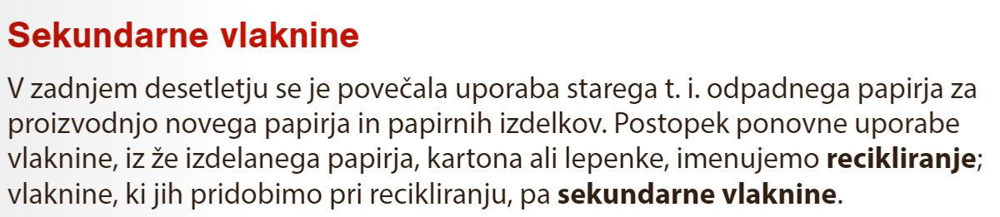 Sekundarne vlaknine
V zadnjem desetletju se je povečala uporaba starega t. i. odpadnega papirja za
proizvodnjo novega papirja in papirnih izdelkov. Postopek ponovne uporabe
vlaknine, iz že izdelanega papirja, kartona ali lepenke, imenujemo recikliranje;
vlaknine, ki jih pridobimo pri recikliranju, pa sekundarne vlaknine.